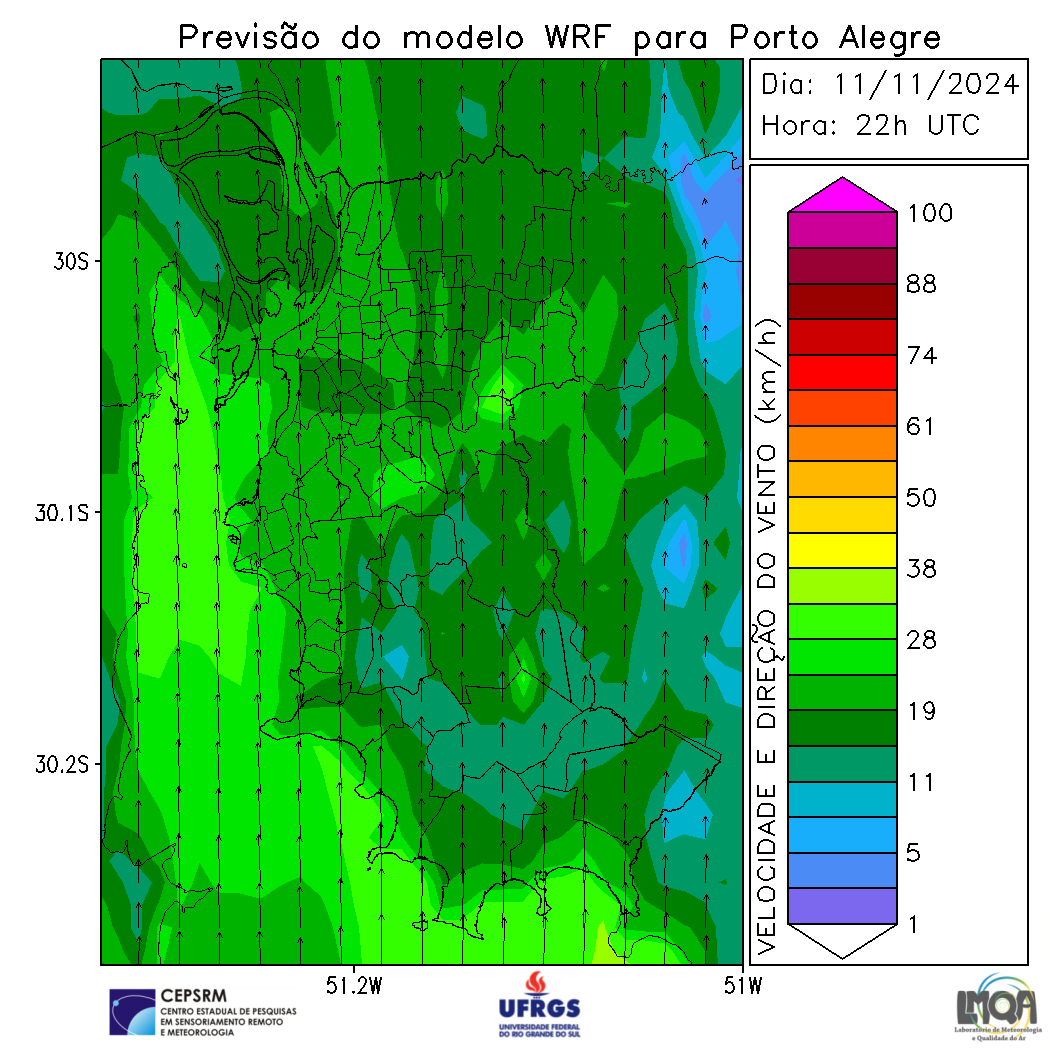 Previsão do modelo WRF para Porto Alegre
Dia: 11/11/2024
Hora: 22h UTC
30S
30.1S
30.2S
51.2W
51W
VELOCIDADE E DIREÇÃO DO VENTO (km/h)
100
88
74
61
50
38
28
19
11
5
1
CEPSRM
CENTRO ESTADUAL DE PESQUISAS
EM SENSORIAMENTO REMOTO
E METEOROLOGIA
UFRGS
UNIVERSIDADE FEDERAL
DO RIO GRANDE DO SUL
LMQA
Laboratório de Meteorologia
e Qualidade do Ar